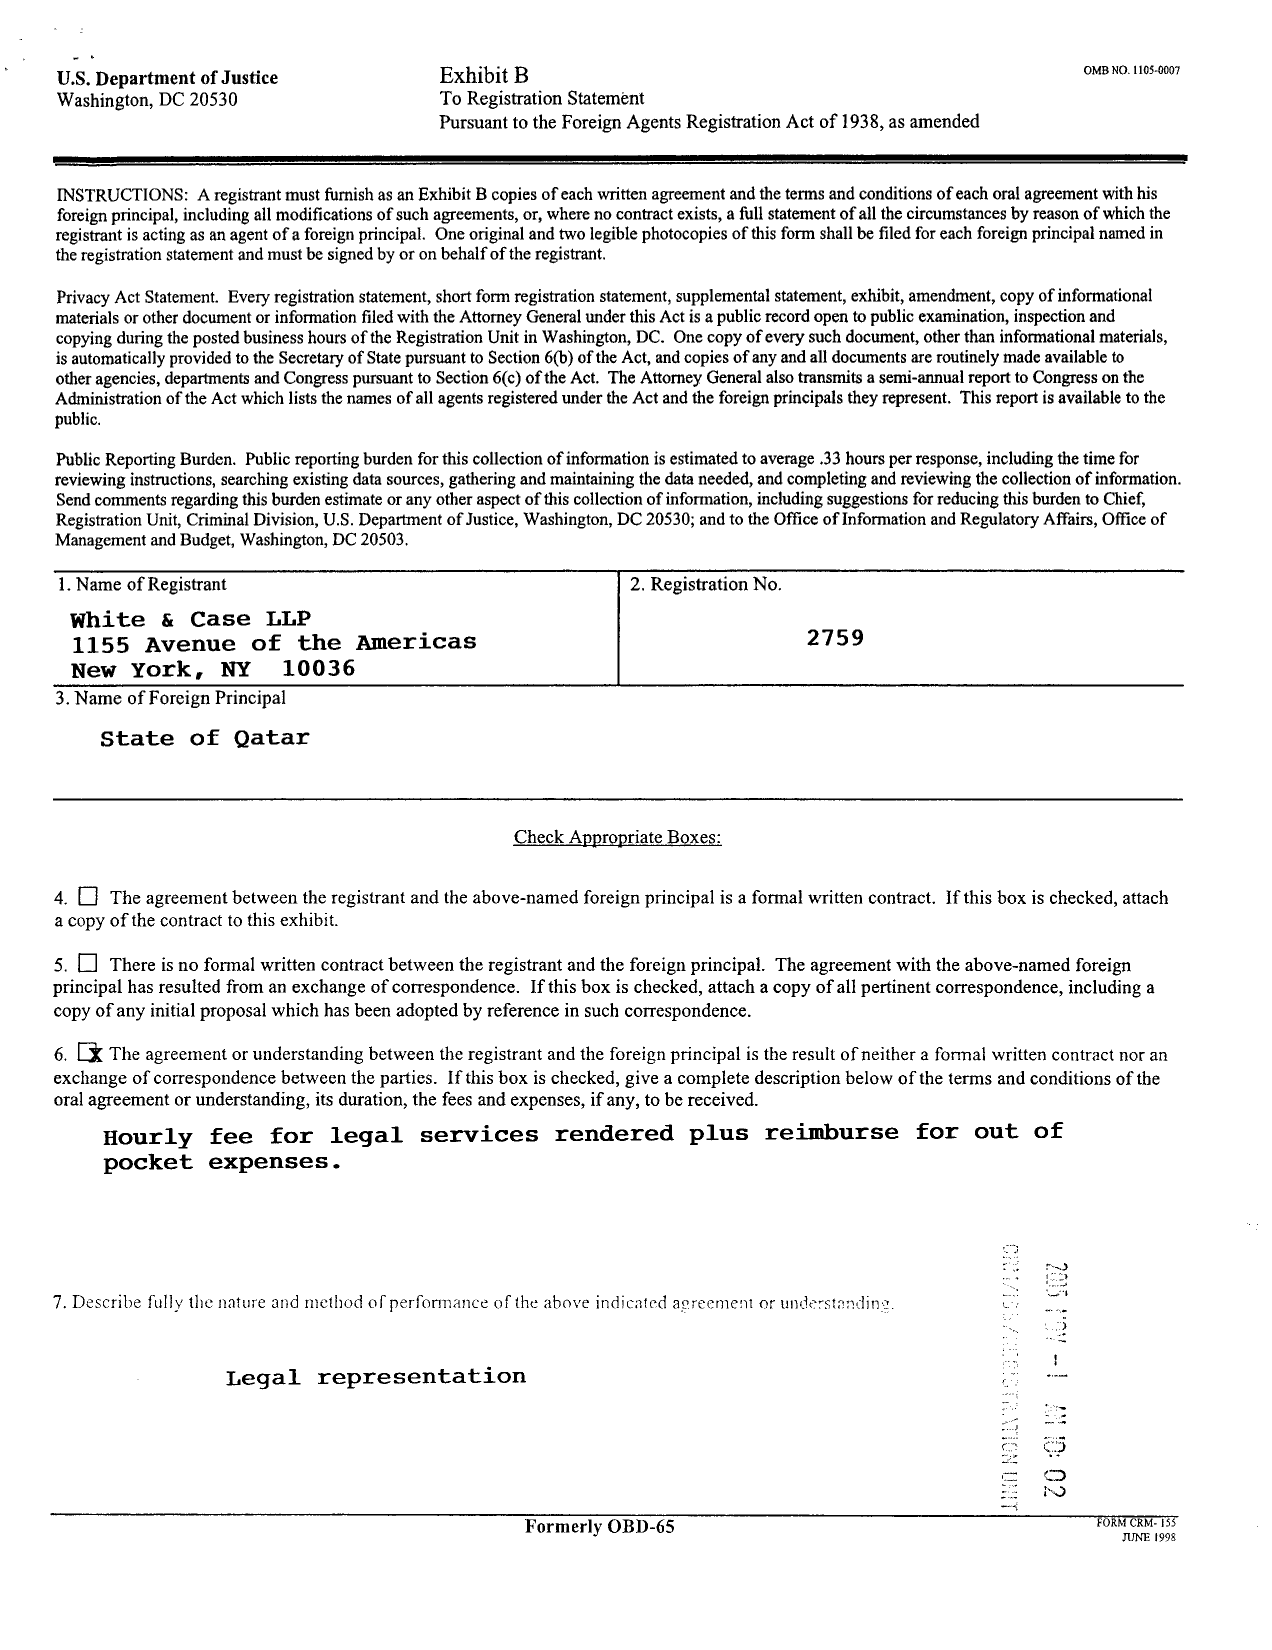 U.S. Department of Justice
Washington, DC 20530
Exhibit B
To Registration Statement
Pursuant to the Foreign Agents Registration Act of 1938, as amended
OMB NO. 1105-0007
INSTRUCTIONS: A registrant must furnish as an Exhibit B copies of each written agreement and the terms and conditions of each oral agreement with his
foreign principal, including all modifications of such agreements, or, where no contract exists, a full statement of all the circumstances by reason of which the
registrant is acting as an agent of a foreign principal. One original and two legible photocopies of this form shall be filed for each foreign principal named in
the registration statement and must be signed by or on behalf of the registrant.
Privacy Act Statement. Every registration statement, short form registration statement, supplemental statement, exhibit, amendment, copy of informational
materials or other document or information filed with the Attorney General under this Act is a public record open to public examination, inspection and
copying during the posted business hours of the Registration Unit in Washington, DC. One copy of every such document, other than informational materials,
is automatically provided to the Secretary of State pursuant to Section 6(b) of the Act, and copies of any and all documents are routinely made available to
other agencies, departments and Congress pursuant to Section 6(c) of the Act. The Attorney General also transmits a semi-annual report to Congress on the
Administration of the Act which lists the names of all agents registered under the Act and the foreign principals they represent. This report is available to the
public.
Public Reporting Burden. Public reporting burden for this collection of information is estimated to average .33 hours per response, including the time for
reviewing instructions, searching existing data sources, gathering and maintaining the data needed, and completing and reviewing the collection of information.
Send comments regarding this burden estimate or any other aspect of this collection of information, including suggestions for reducing this burden to Chief,
Registration Unit, Criminal Division, U.S. Department of Justice, Washington, DC 20530; and to the Office of Information and Regulatory Affairs, Office of
Management and Budget, Washington, DC 20503.
1. Name of Registrant
White & Case LLP
1155 Avenue of the Americas
New York, NY 10036
2. Registration No.
2759
3. Name of Foreign Principal
State of Qatar
Check Appropriate Boxes:
4. ☐ The agreement between the registrant and the above-named foreign principal is a formal written contract. If this box is checked, attach
a copy of the contract to this exhibit.
5. ☐ There is no formal written contract between the registrant and the foreign principal. The agreement with the above-named foreign
principal has resulted from an exchange of correspondence. If this box is checked, attach a copy of all pertinent correspondence, including a
copy of any initial proposal which has been adopted by reference in such correspondence.
6. ☒ The agreement or understanding between the registrant and the foreign principal is the result of neither a formal written contract nor an
exchange of correspondence between the parties. If this box is checked, give a complete description below of the terms and conditions of the
oral agreement or understanding, its duration, the fees and expenses, if any, to be received.
Hourly fee for legal services rendered plus reimburse for out of
pocket expenses.
7. Describe fully the nature and method of performance of the above indicated agreement or understanding.
Legal representation
Formerly OBD-65
FORM CRM-155
JUNE 1998